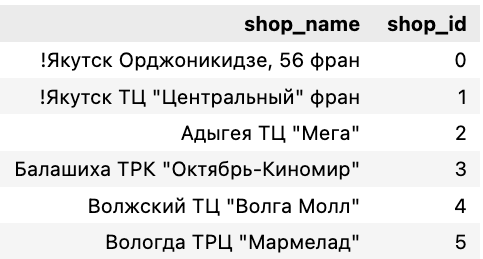 shop_name shop_id
!Якутск Орджоникидзе, 56 фран 0
!Якутск ТЦ "Центральный" фран 1
Адыгея ТЦ "Мега" 2
Балашиха ТРК "Октябрь-Киномир" 3
Волжский ТЦ "Волга Молл" 4
Вологда ТРЦ "Мармелад" 5